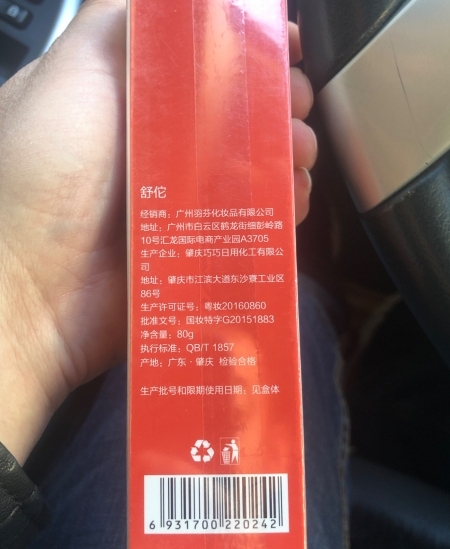 舒佗
经销商：广州羽芬化妆品有限公司
地址：广州市白云区鹤龙街细彭岭路
10号汇龙国际电商产业园A3705
生产企业：肇庆巧巧日用化工有限公
司
地址：肇庆市江滨大道东沙寮工业区
86号
生产许可证号：粤妆20160860
批准文号：国妆特字G20151883
净含量：80g
执行标准：QB/T 1857
产地：广东·肇庆 检验合格
生产批号和限期使用日期：见盒体
6 931700 220242